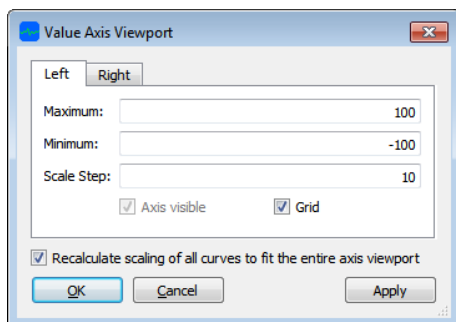 Value Axis Viewport
Left Right
Maximum: 100
Minimum: -100
Scale Step: 10
Axis visible Grid
Recalculate scaling of all curves to fit the entire axis viewport
OK Cancel Apply